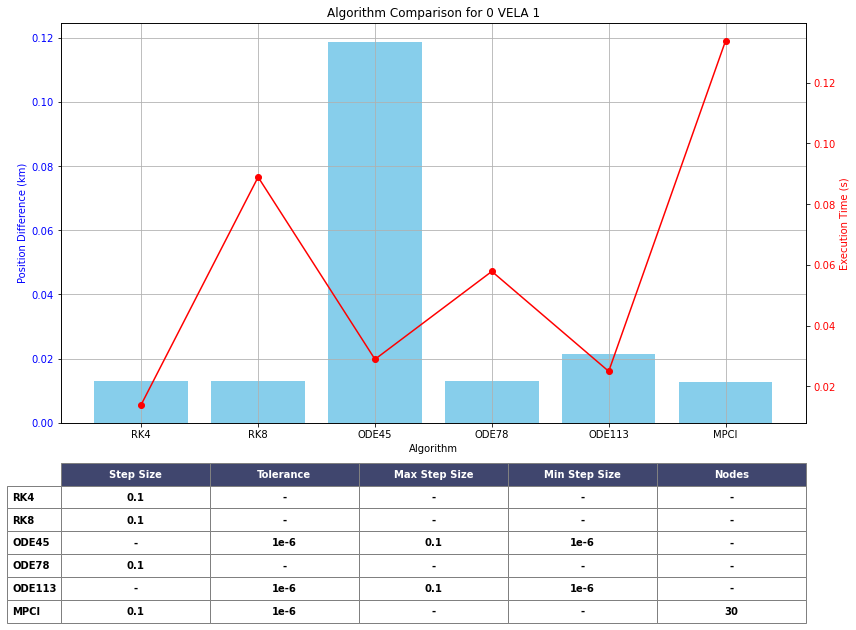 Algorithm Comparison for 0 VELA 1
0.12
0.10
0.08
0.06
0.04
0.02
0.00
Position Difference (km)
0.12
0.10
0.08
0.06
0.04
0.02
Execution Time (s)
RK4 RK8 ODE45 ODE78 ODE113 MPCI
Algorithm
Step Size Tolerance Max Step Size Min Step Size Nodes
RK4 0.1 - - - -
RK8 0.1 - - - -
ODE45 - 1e-6 0.1 1e-6 -
ODE78 0.1 - - - -
ODE113 - 1e-6 0.1 1e-6 -
MPCI 0.1 1e-6 - - 30